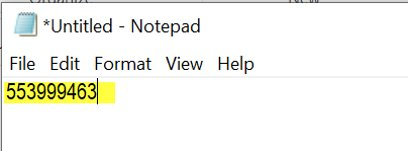 *Untitled - Notepad
File Edit Format View Help
553999463